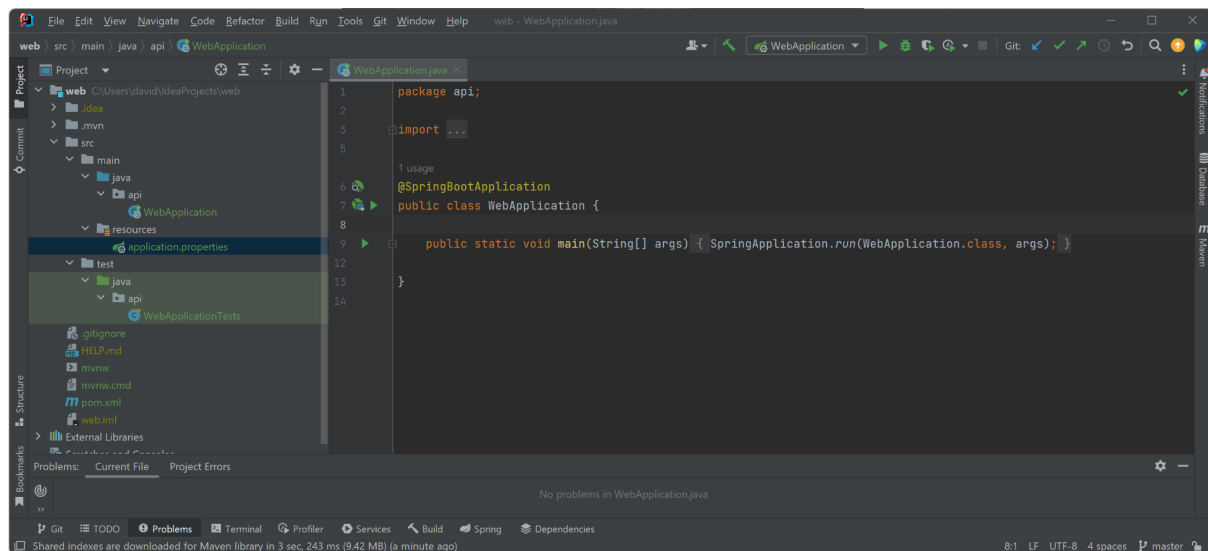 File Edit View Navigate Code Refactor Build Run Tools Git Window Help web - WebApplication.java
web src main java api WebApplication
WebApplication
Git:
Project
WebApplication.java
web C:\Users\david\IdeaProjects\web
.idea
.mvn
src
main
java
api
WebApplication
resources
application.properties
test
java
api
WebApplicationTests
.gitignore
HELP.md
mvnw
mvnw.cmd
pom.xml
web.iml
External Libraries
Scratches and Consoles
1 package api;
2
3 import ...
5
1 usage
6 @SpringBootApplication
7 public class WebApplication {
8
9 public static void main(String[] args) { SpringApplication.run(WebApplication.class, args); }
12
13 }
14
Project
Commit
Structure
Bookmarks
Notifications
Database
m Maven
Problems: Current File Project Errors
No problems in WebApplication.java
Git TODO Problems Terminal Profiler Services Build Spring Dependencies
Shared indexes are downloaded for Maven library in 3 sec, 243 ms (9.42 MB) (a minute ago) 8:1 LF UTF-8 4 spaces master